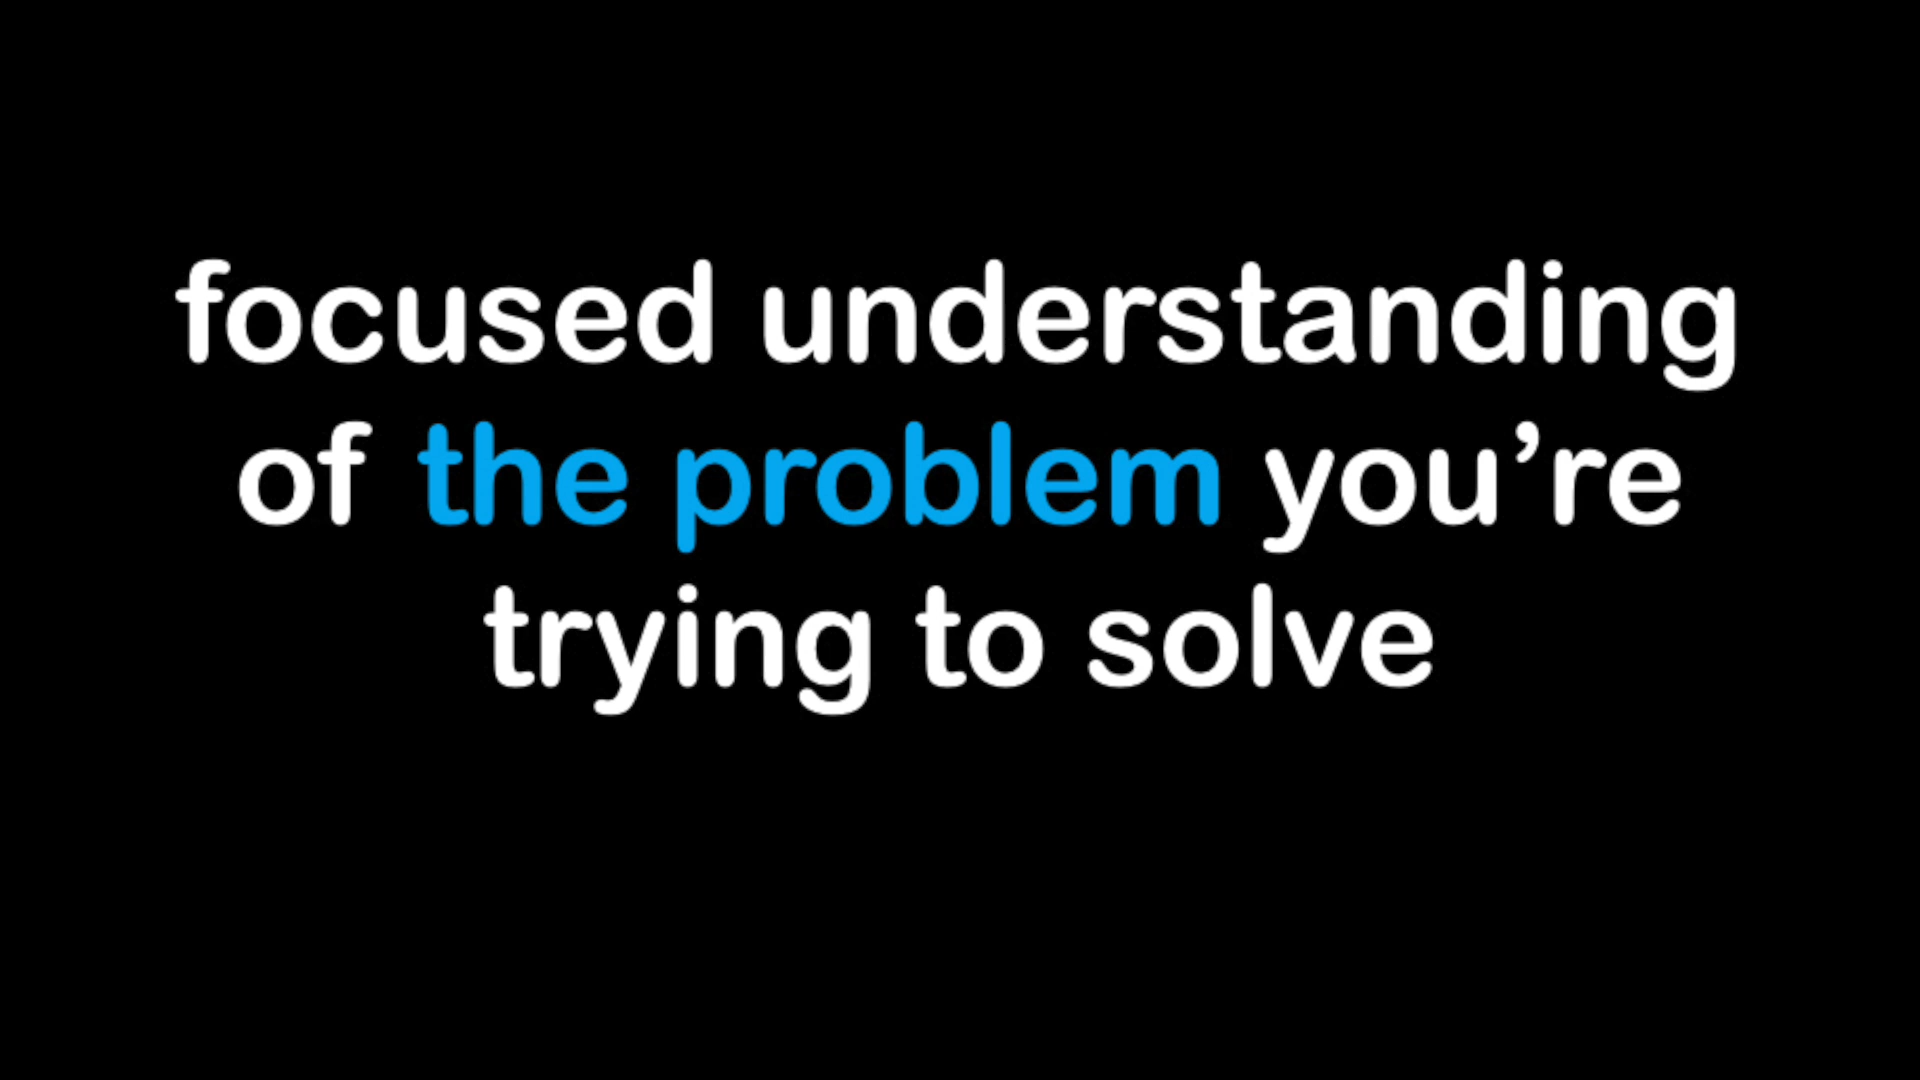 focused understanding
of the problem you’re
trying to solve